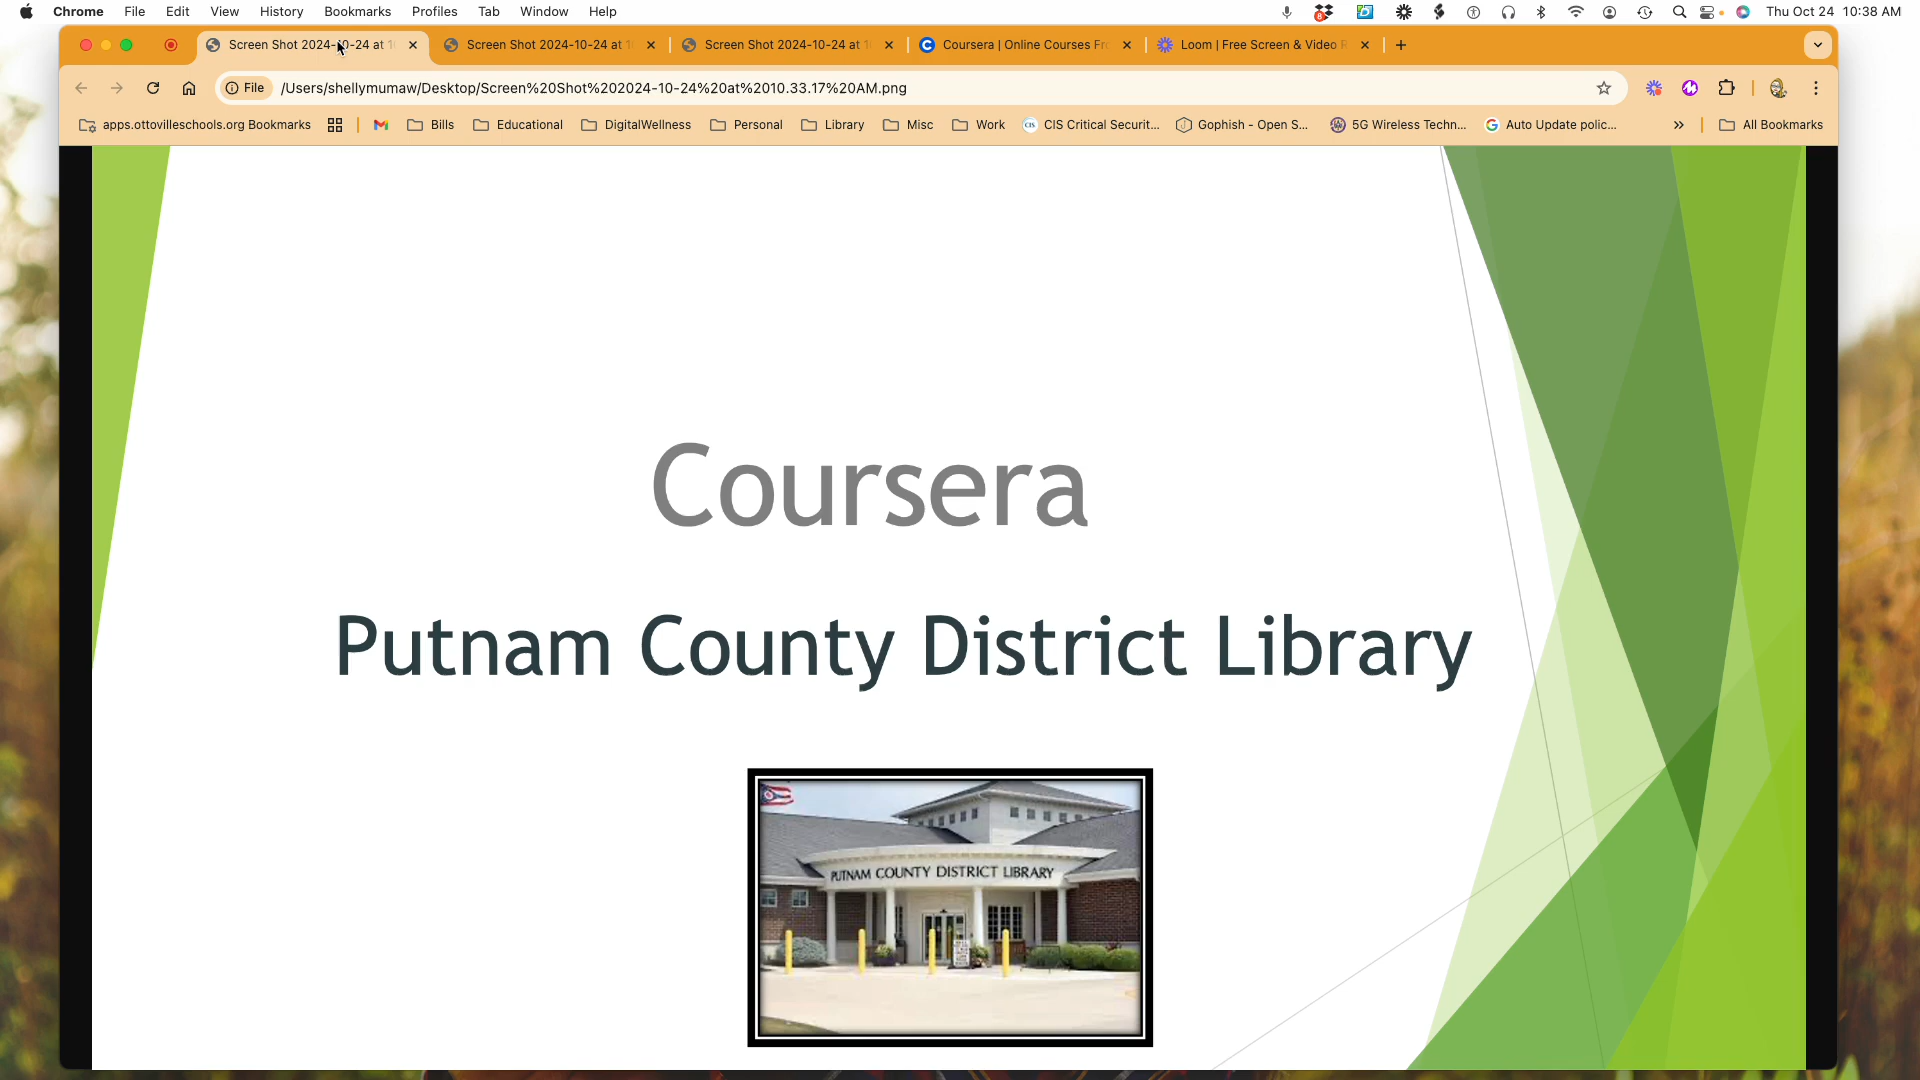 Chrome File Edit View History Bookmarks Profiles Tab Window Help Thu Oct 24 10:38 AM
Screen Shot 2024-10-24 at 1 Screen Shot 2024-10-24 at 1 Screen Shot 2024-10-24 at 1 Coursera | Online Courses Fr Loom | Free Screen & Video R
File /Users/shellymumaw/Desktop/Screen%20Shot%202024-10-24%20at%2010.33.17%20AM.png
apps.ottovilleschools.org Bookmarks Bills Educational DigitalWellness Personal Library Misc Work CIS CIS Critical Securit... Gophish - Open S... 5G Wireless Techn... Auto Update polic... » All Bookmarks
Coursera
Putnam County District Library
PUTNAM COUNTY DISTRICT LIBRARY